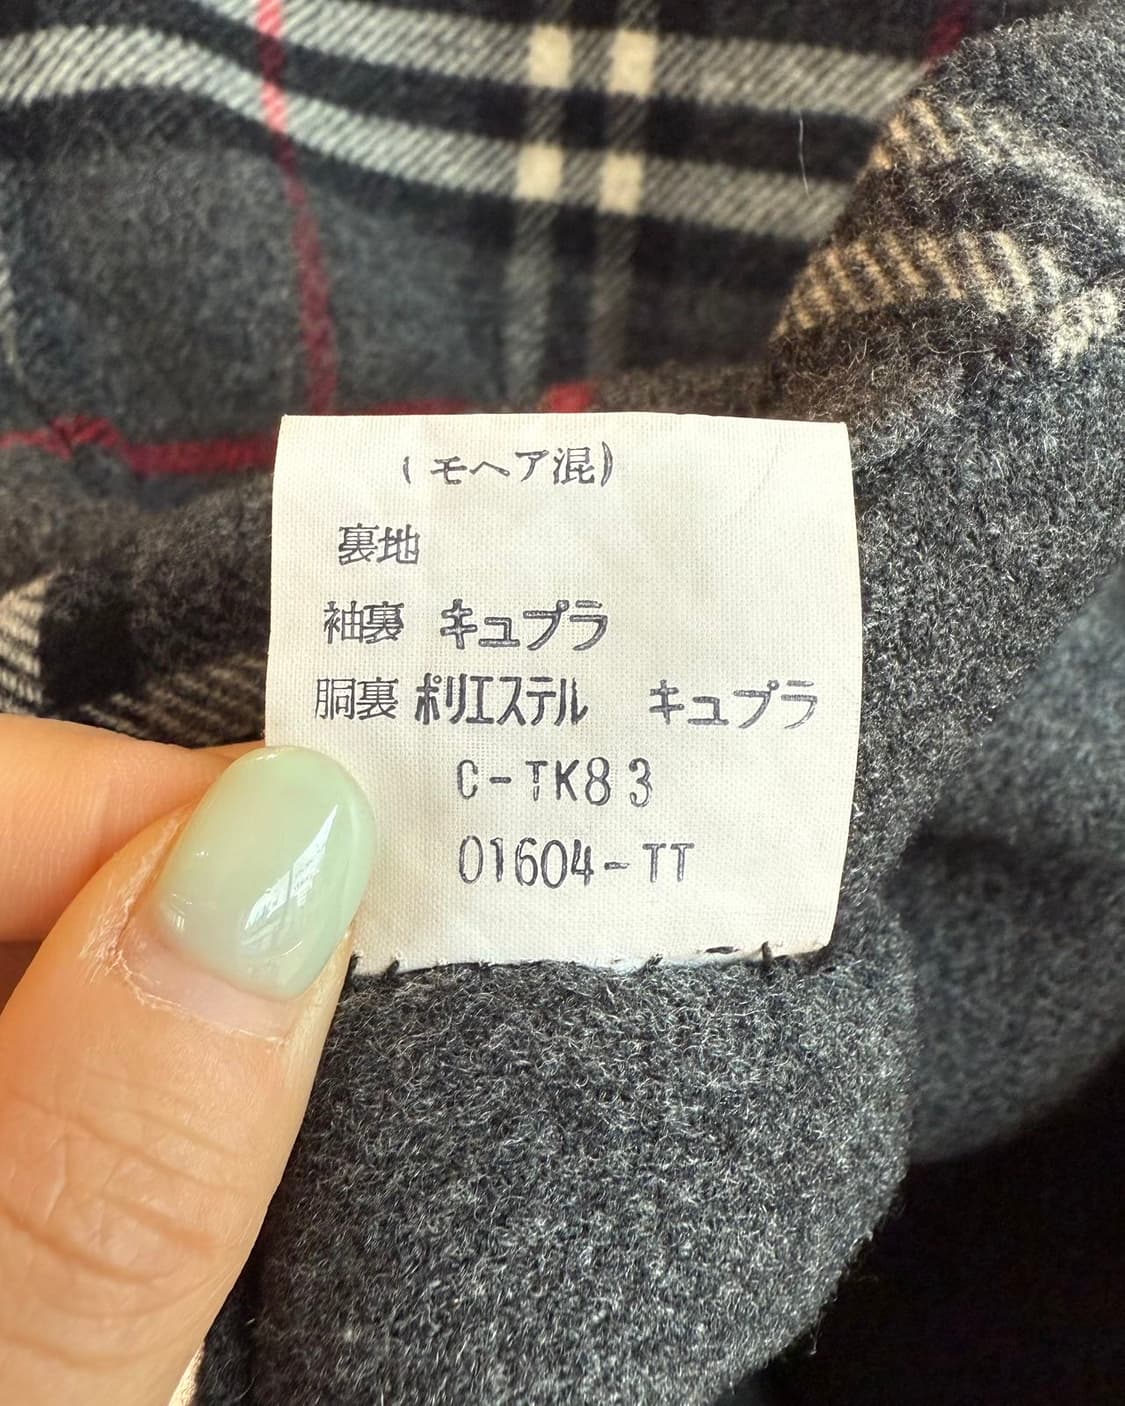 (モヘア混)
裏地
袖裏 キュプラ
胴裏 ポリエステル キュプラ
C-TK83
01604-TT